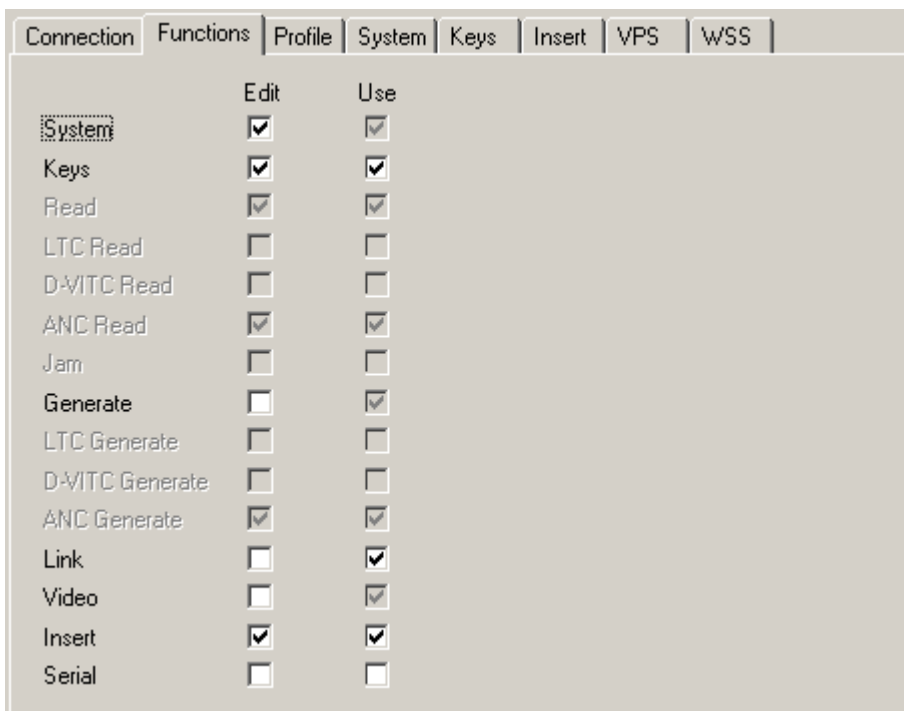 Connection Functions Profile System Keys Insert VPS WSS
Edit Use
System
Keys
Read
LTC Read
D-VITC Read
ANC Read
Jam
Generate
LTC Generate
D-VITC Generate
ANC Generate
Link
Video
Insert
Serial